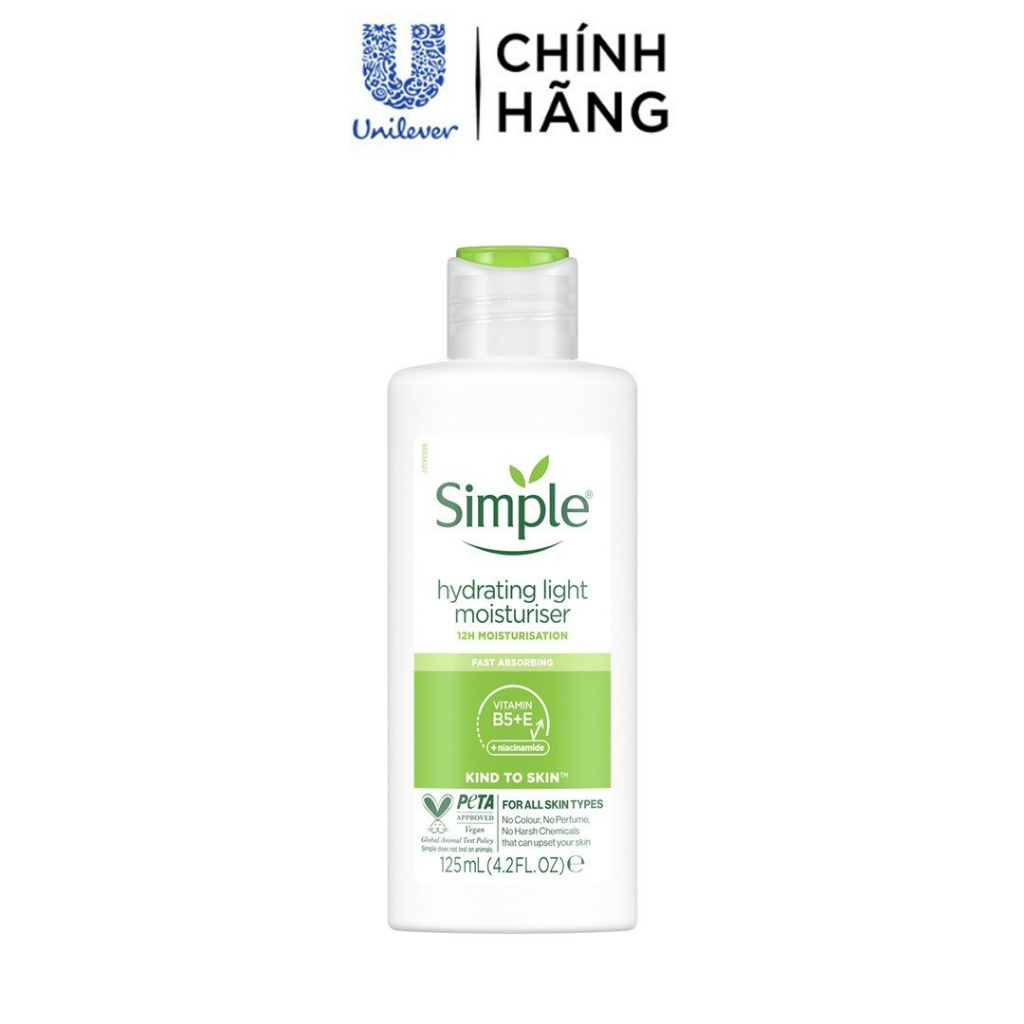 Unilever
CHÍNH
HÃNG
Simple®
hydrating light
moisturiser
12H MOISTURISATION
FAST ABSORBING
VITAMIN
B5+E
+ niacinamide
KIND TO SKIN™
PETA
APPROVED
Vegan
Global Animal Test Policy
Simple does not test on animals.
FOR ALL SKIN TYPES
No Colour, No Perfume,
No Harsh Chemicals
that can upset your skin
125mL (4.2FL.OZ) ℮